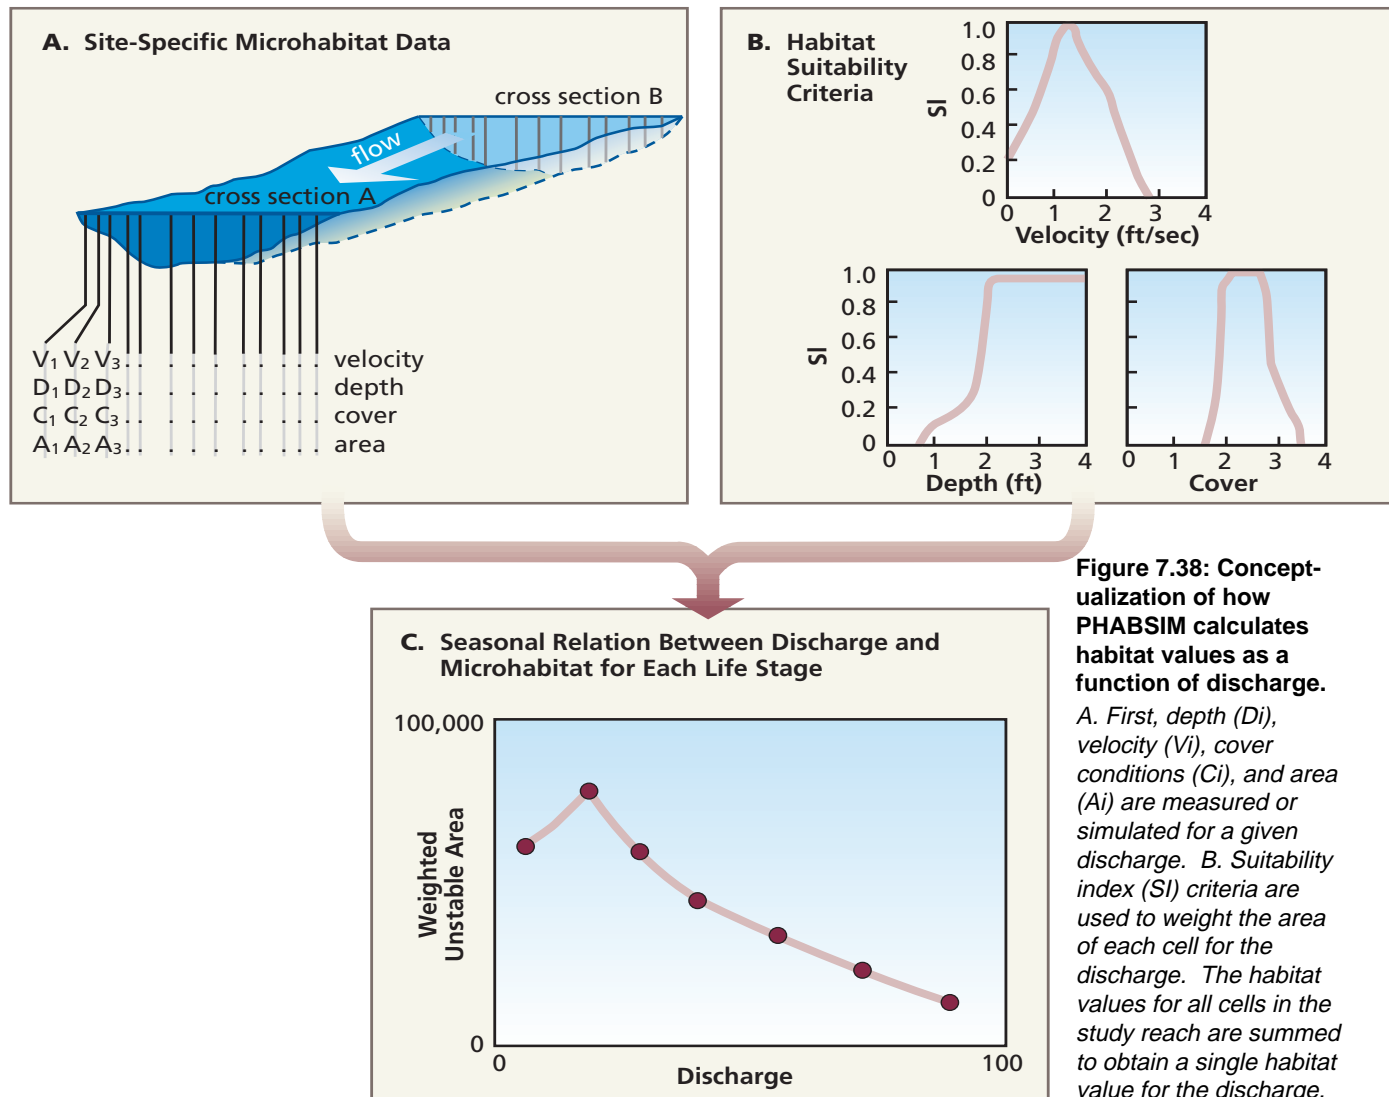 A. Site-Specific Microhabitat Data
cross section B
flow
cross section A
V1 V2 V3 . . . . . . . . . . . velocity
D1 D2 D3 . . . . . . . . . . . depth
C1 C2 C3 . . . . . . . . . . . cover
A1 A2 A3 . . . . . . . . . . . area
B. Habitat
Suitability
Criteria
SI
1.0
0.8
0.6
0.4
0.2
0
0 1 2 3 4
Velocity (ft/sec)
SI
1.0
0.8
0.6
0.4
0.2
0
0 1 2 3 4
Depth (ft)
0 1 2 3 4
Cover
C. Seasonal Relation Between Discharge and
Microhabitat for Each Life Stage
100,000
Weighted
Unstable Area
0
0 100
Discharge
Figure 7.38: Concept-
ualization of how
PHABSIM calculates
habitat values as a
function of discharge.
A. First, depth (Di),
velocity (Vi), cover
conditions (Ci), and area
(Ai) are measured or
simulated for a given
discharge. B. Suitability
index (SI) criteria are
used to weight the area
of each cell for the
discharge. The habitat
values for all cells in the
study reach are summed
to obtain a single habitat
value for the discharge.